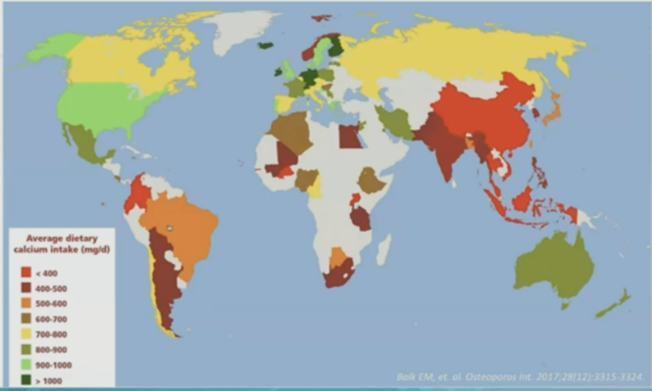 Average dietary
calcium intake (mg/d)
< 400
400-500
500-600
600-700
700-800
800-900
900-1000
> 1000
Balk EM, et. al. Osteoporos Int. 2017;28(12):3315-3324.